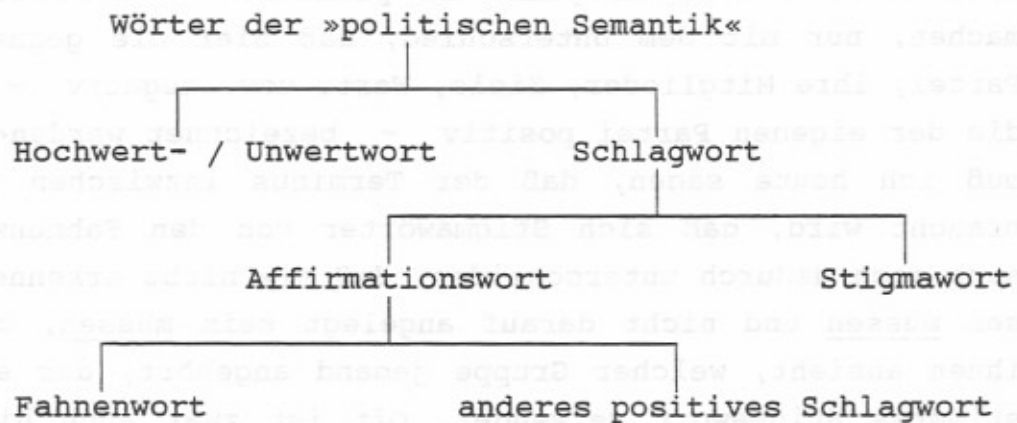 Wörter der »politischen Semantik«
Hochwert- / Unwertwort Schlagwort
Affirmationswort Stigmawort
Fahnenwort anderes positives Schlagwort